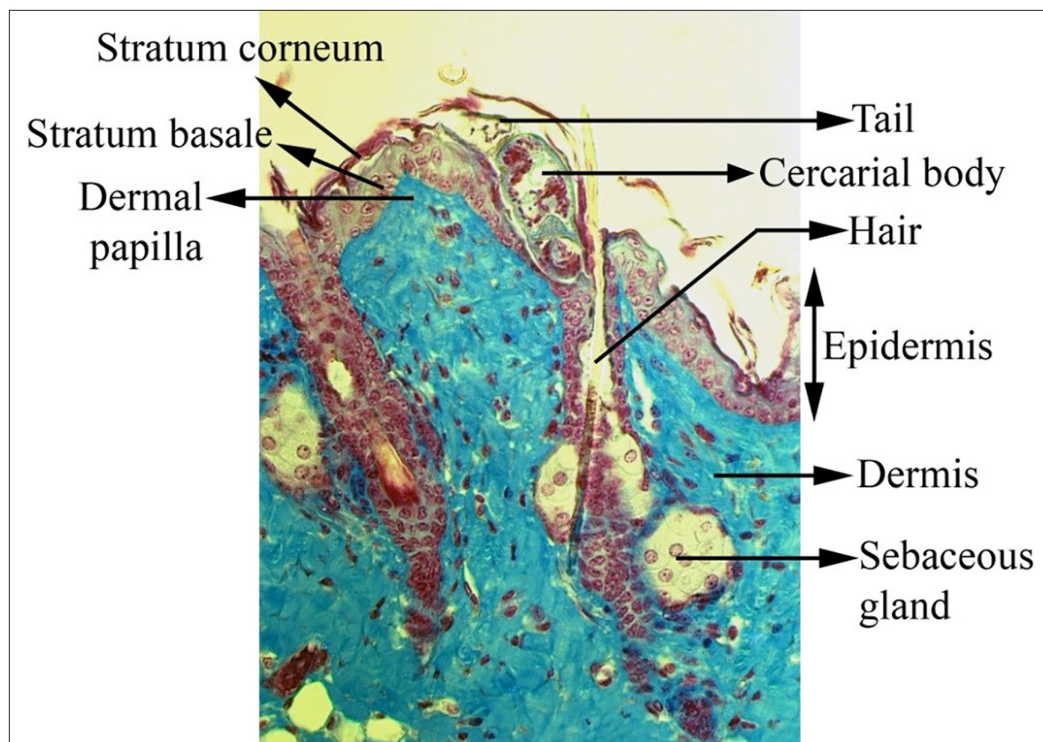 Stratum corneum
Stratum basale
Dermal
papilla
Tail
Cercarial body
Hair
Epidermis
Dermis
Sebaceous
gland